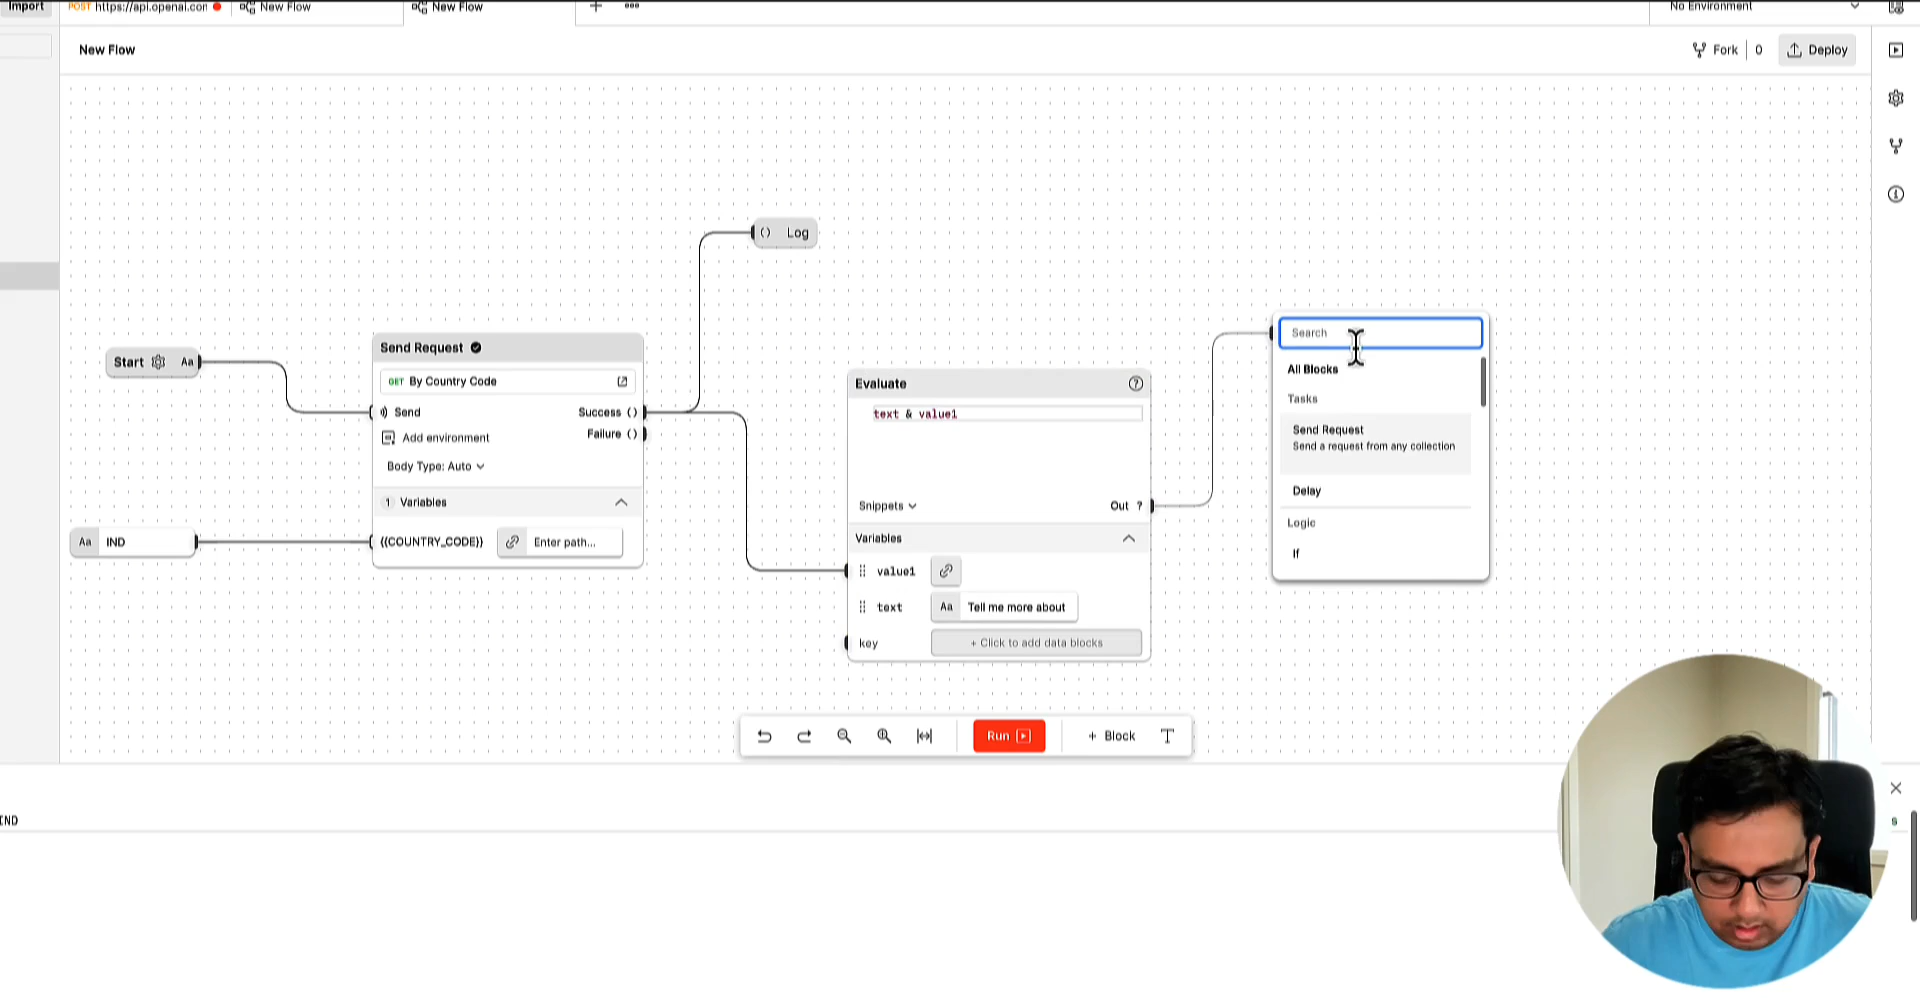 Import
POST https://api.openai.con
New Flow
New Flow
No Environment
New Flow
Fork 0
Deploy
() Log
Start Aa
Send Request
GET By Country Code
Send Success ()
Failure ()
Add environment
Body Type: Auto
1 Variables
Aa IND
{{COUNTRY_CODE}} Enter path...
Evaluate ?
text & value1
Snippets Out ?
Variables
value1
text Aa Tell me more about
key + Click to add data blocks
Search
All Blocks
Tasks
Send Request
Send a request from any collection
Delay
Logic
If
Run + Block T
IND
s